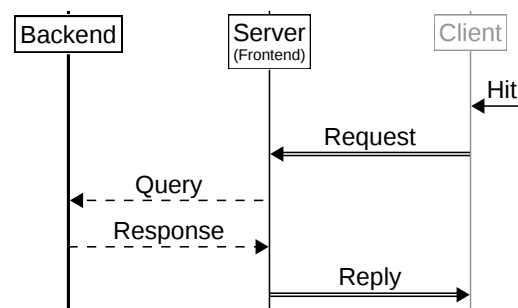 Backend
Server
(Frontend)
Client
Hit
Request
Query
Response
Reply